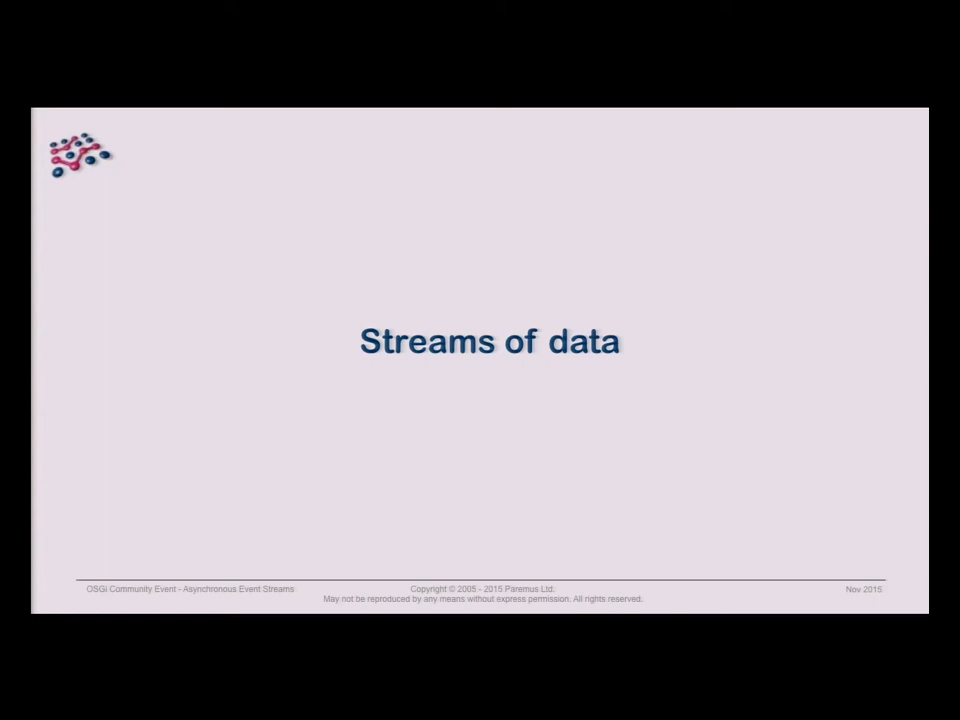 Streams of data
OSGi Community Event - Asynchronous Event Streams
Copyright © 2005 - 2015 Paremus Ltd.
May not be reproduced by any means without express permission. All rights reserved.
Nov 2015